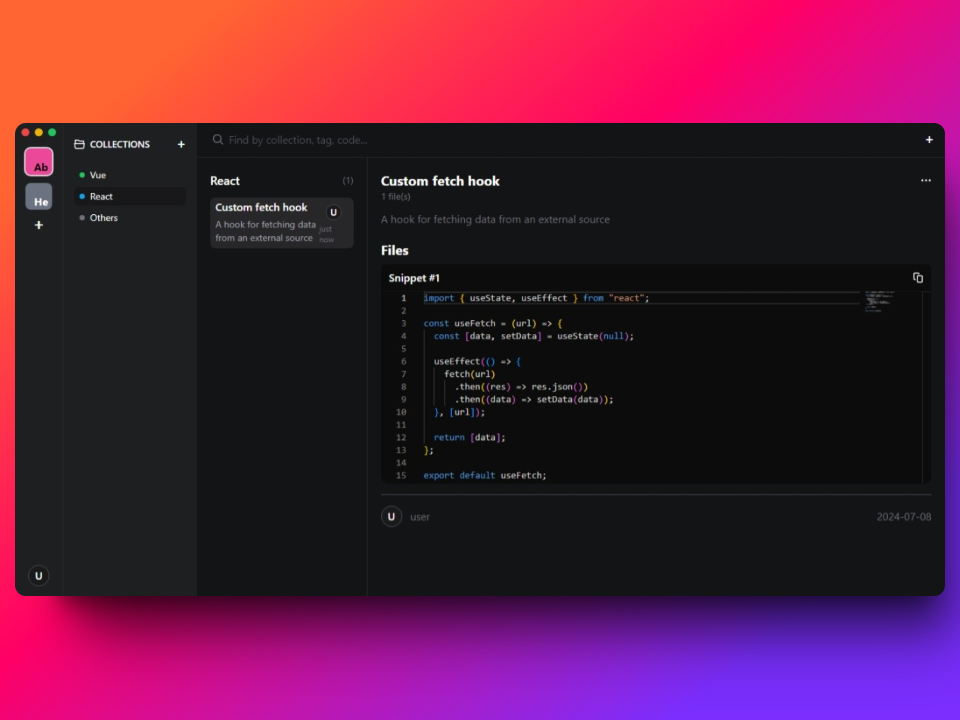 Ab
He
+
U
COLLECTIONS +
Vue
React
Others
Find by collection, tag, code...
+
React (1)
Custom fetch hook U
A hook for fetching data
from an external source
just
now
Custom fetch hook ...
1 file(s)
A hook for fetching data from an external source
Files
Snippet #1
1 import { useState, useEffect } from "react";
2
3 const useFetch = (url) => {
4 const [data, setData] = useState(null);
5
6 useEffect(() => {
7 fetch(url)
8 .then((res) => res.json())
9 .then((data) => setData(data));
10 }, [url]);
11
12 return [data];
13 };
14
15 export default useFetch;
U user 2024-07-08